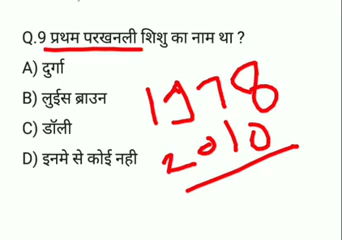 Q.9 प्रथम परखनली शिशु का नाम था ?
A) दुर्गा
B) लुईस ब्राउन
C) डॉली
D) इनमे से कोई नही
1978
2010